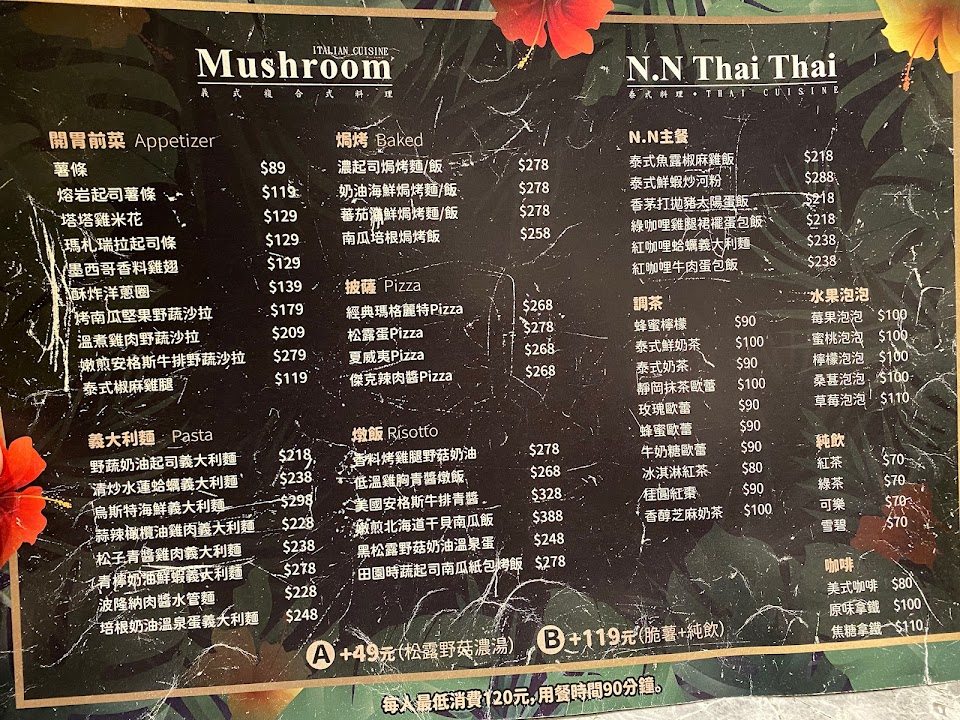 ITALIAN CUISINE
Mushroom
義式複合式料理
開胃前菜 Appetizer
薯條 $89
熔岩起司薯條 $119
塔塔雞米花 $129
瑪札瑞拉起司條 $129
墨西哥香料雞翅 $129
酥炸洋蔥圈 $139
烤南瓜堅果野蔬沙拉 $179
溫煮雞肉野蔬沙拉 $209
嫩煎安格斯牛排野蔬沙拉 $279
泰式椒麻雞腿 $119
義大利麵 Pasta
野蔬奶油起司義大利麵 $218
清炒水蓮蛤蠣義大利麵 $238
烏斯特海鮮義大利麵 $298
蒜辣橄欖油雞肉義大利麵 $228
松子青醬雞肉義大利麵 $238
青檸奶油鮮蝦義大利麵 $278
波隆納肉醬水管麵 $228
培根奶油溫泉蛋義大利麵 $248
焗烤 Baked
濃起司焗烤麵/飯 $278
奶油海鮮焗烤麵/飯 $278
蕃茄海鮮焗烤麵/飯 $278
南瓜培根焗烤飯 $258
披薩 Pizza
經典瑪格麗特Pizza $268
松露蛋Pizza $278
夏威夷Pizza $268
傑克辣肉醬Pizza $268
燉飯 Risotto
香料烤雞腿野菇奶油 $278
低溫雞胸青醬燉飯 $268
美國安格斯牛排青醬 $328
嫩煎北海道干貝南瓜飯 $388
黑松露野菇奶油溫泉蛋 $248
田園時蔬起司南瓜紙包烤飯 $278
N.N Thai Thai
泰式料理・THAI CUISINE
N.N主餐
泰式魚露椒麻雞飯 $218
泰式鮮蝦炒河粉 $288
香茅打拋豬太陽蛋飯 $218
綠咖哩雞腿裙襬蛋包飯 $218
紅咖哩蛤蠣義大利麵 $238
紅咖哩牛肉蛋包飯 $238
調茶
蜂蜜檸檬 $90
泰式鮮奶茶 $100
泰式奶茶 $90
靜岡抹茶歐蕾 $100
玫瑰歐蕾 $90
蜂蜜歐蕾 $90
牛奶糖歐蕾 $90
冰淇淋紅茶 $80
桂圓紅棗 $90
香醇芝麻奶茶 $100
水果泡泡
莓果泡泡 $100
蜜桃泡泡 $100
檸檬泡泡 $100
桑葚泡泡 $100
草莓泡泡 $110
純飲
紅茶 $70
綠茶 $70
可樂 $70
雪碧 $70
咖啡
美式咖啡 $80
原味拿鐵 $100
焦糖拿鐵 $110
A +49元(松露野菇濃湯) B +119元(脆薯+純飲)
每人最低消費120元,用餐時間90分鐘。